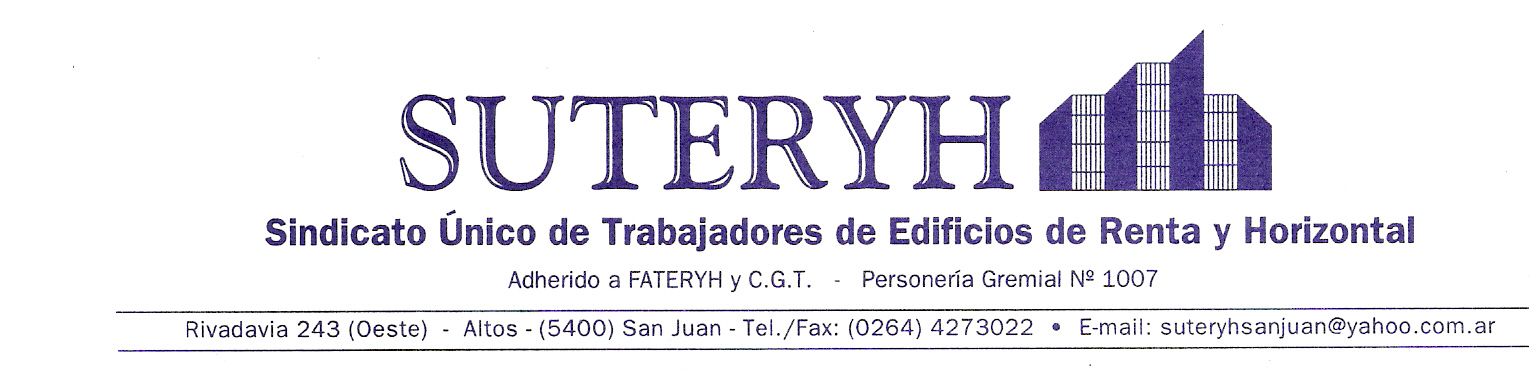 SUTERYH
Sindicato Único de Trabajadores de Edificios de Renta y Horizontal
Adherido a FATERYH y C.G.T. - Personería Gremial Nº 1007
Rivadavia 243 (Oeste) - Altos - (5400) San Juan - Tel./Fax: (0264) 4273022 • E-mail: suteryhsanjuan@yahoo.com.ar